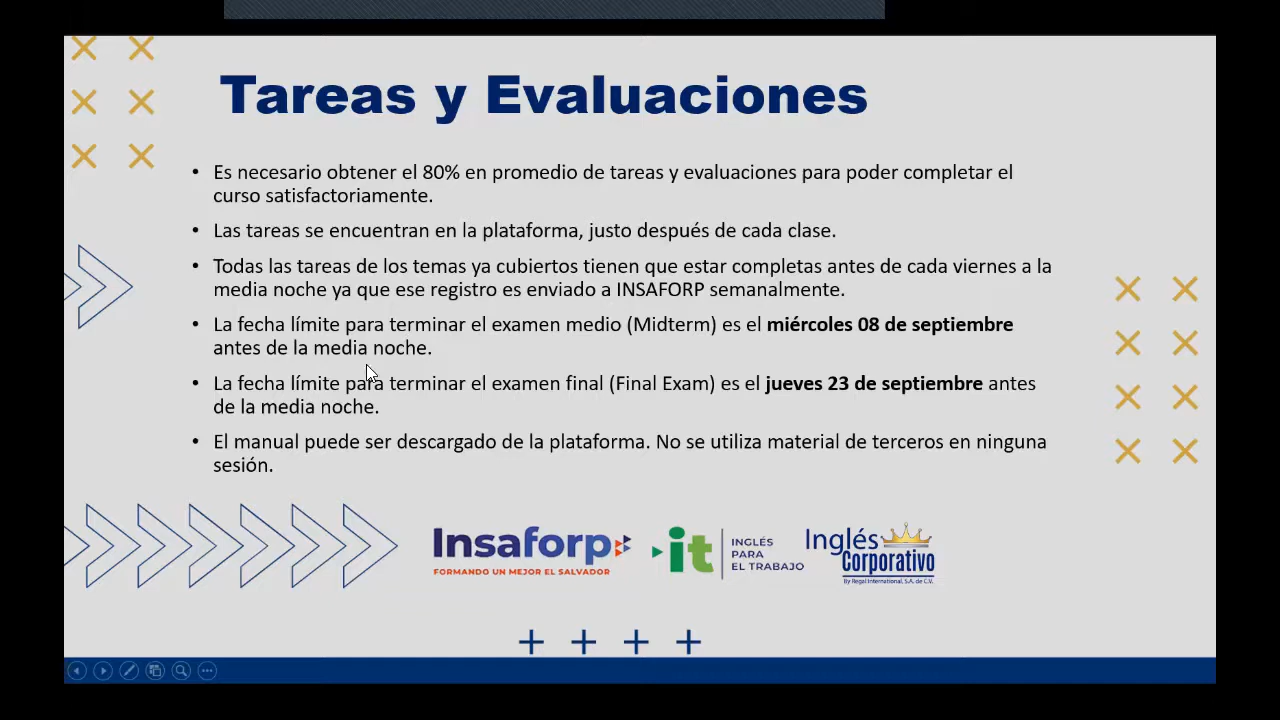 Tareas y Evaluaciones
• Es necesario obtener el 80% en promedio de tareas y evaluaciones para poder completar el
curso satisfactoriamente.
• Las tareas se encuentran en la plataforma, justo después de cada clase.
• Todas las tareas de los temas ya cubiertos tienen que estar completas antes de cada viernes a la
media noche ya que ese registro es enviado a INSAFORP semanalmente.
• La fecha límite para terminar el examen medio (Midterm) es el miércoles 08 de septiembre
antes de la media noche.
• La fecha límite para terminar el examen final (Final Exam) es el jueves 23 de septiembre antes
de la media noche.
• El manual puede ser descargado de la plataforma. No se utiliza material de terceros en ninguna
sesión.
Insaforp
FORMANDO UN MEJOR EL SALVADOR
it
INGLÉS
PARA
EL TRABAJO
Inglés
Corporativo
By Regal International, S.A. de C.V.